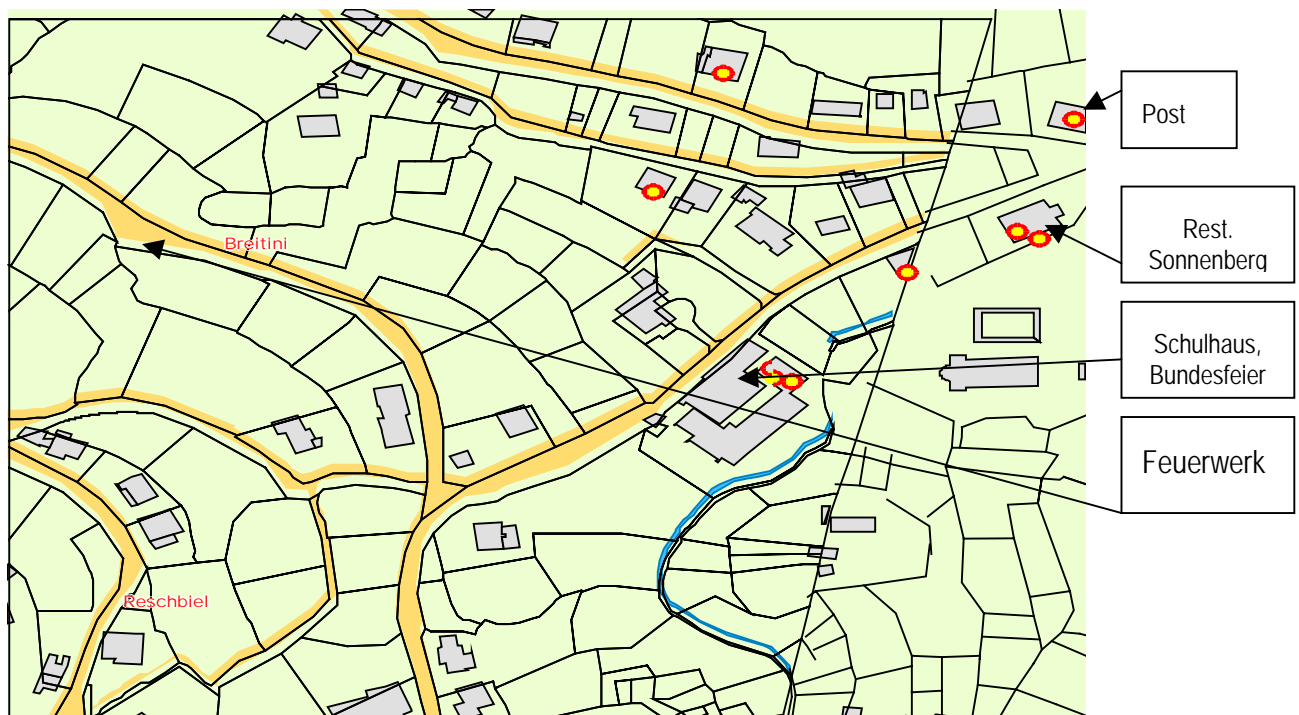 Post
Rest.
Sonnenberg
Breitini
Schulhaus,
Bundesfeier
Feuerwerk
Reschbiel